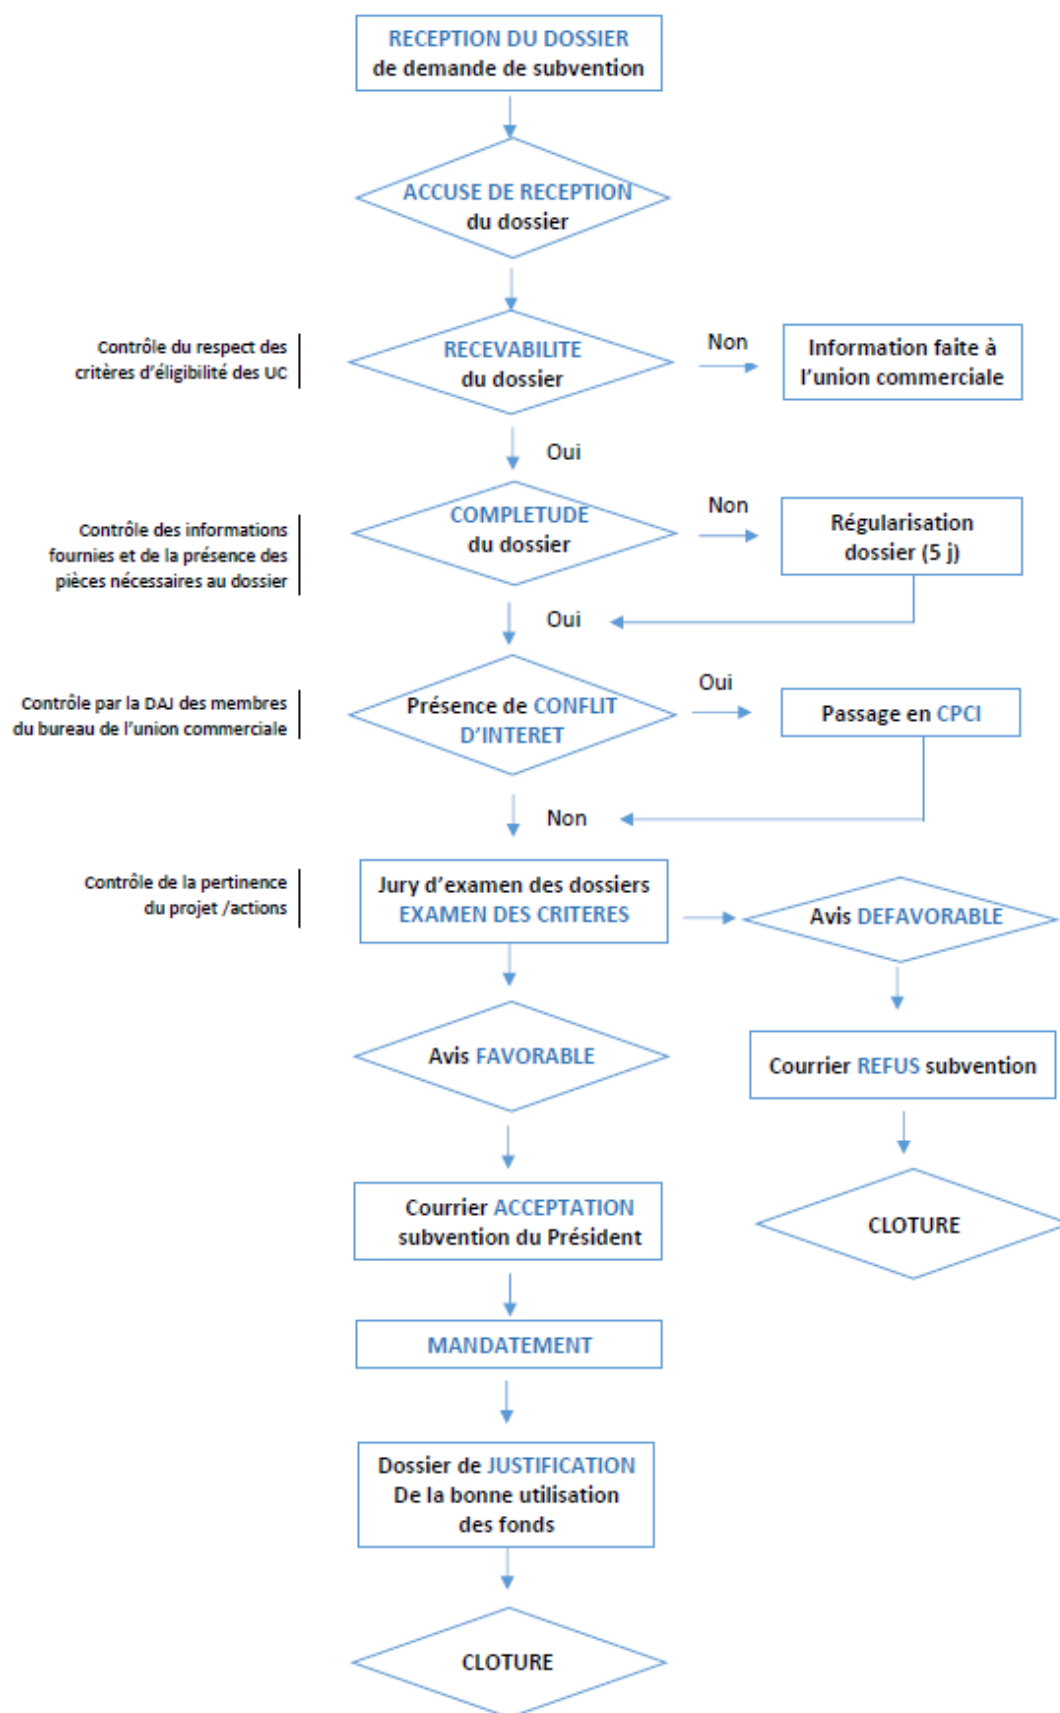 RECEPTION DU DOSSIER
de demande de subvention
ACCUSE DE RECEPTION
du dossier
Contrôle du respect des
critères d'éligibilité des UC
RECEVABILITE
du dossier
Non
Information faite à
l'union commerciale
Oui
Contrôle des informations
fournies et de la présence des
pièces nécessaires au dossier
COMPLETUDE
du dossier
Non
Régularisation
dossier (5 j)
Oui
Contrôle par la DAJ des membres
du bureau de l'union commerciale
Présence de CONFLIT
D'INTERET
Oui
Passage en CPCI
Non
Contrôle de la pertinence
du projet /actions
Jury d'examen des dossiers
EXAMEN DES CRITERES
Avis DEFAVORABLE
Avis FAVORABLE
Courrier REFUS subvention
Courrier ACCEPTATION
subvention du Président
CLOTURE
MANDATEMENT
Dossier de JUSTIFICATION
De la bonne utilisation
des fonds
CLOTURE